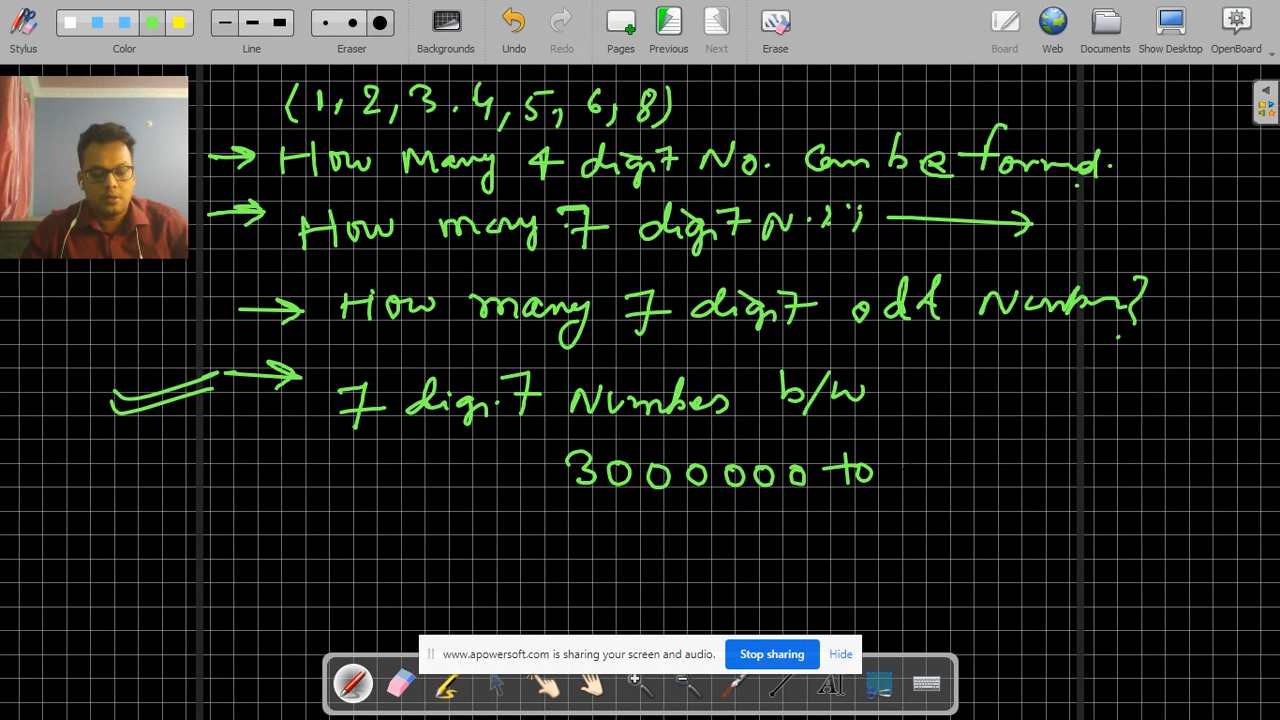 Stylus Color Line Eraser Backgrounds Undo Redo Pages Previous Next Erase Board Web Documents Show Desktop OpenBoard
(1, 2, 3. 4, 5, 6, 8)
→ How Many 4 digit No. Can be formd.
→ How many 7 digit N. ;;
→ How many 7 digit odd Number?
→ 7 digit Numbes b/w
3000000 to
www.apowersoft.com is sharing your screen and audio. Stop sharing Hide